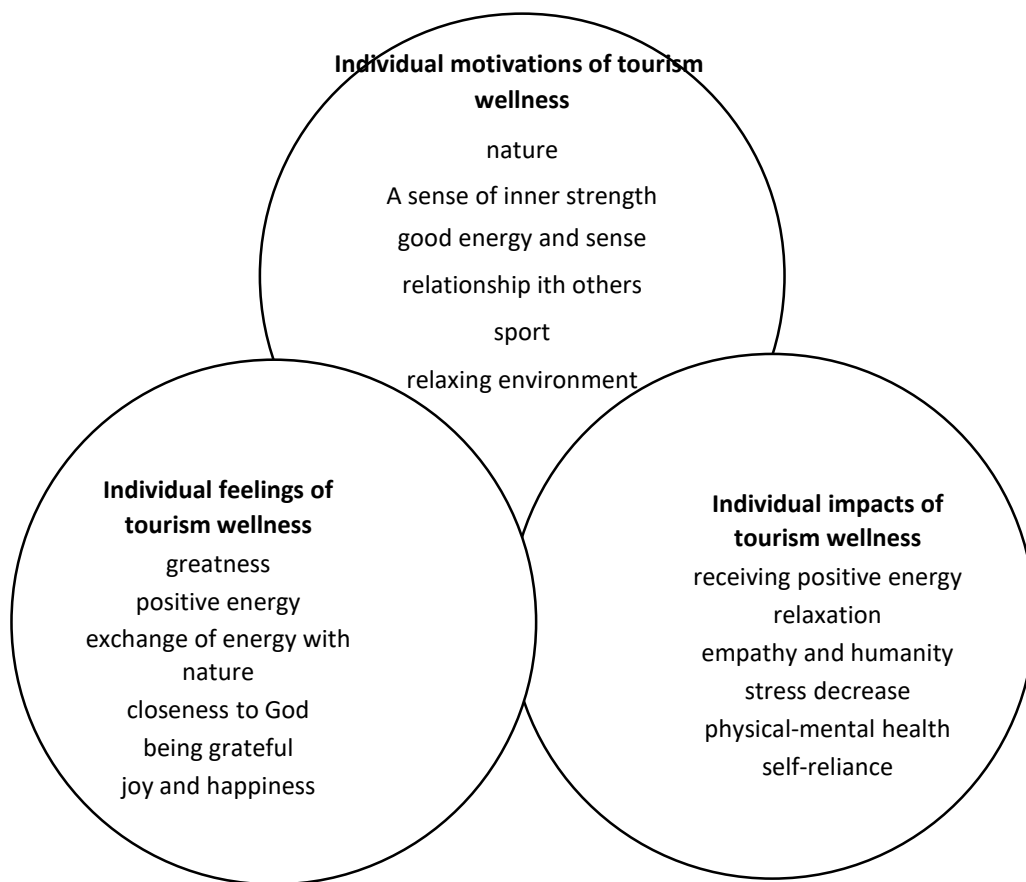 Individual motivations of tourism
wellness
nature
A sense of inner strength
good energy and sense
relationship ith others
sport
relaxing environment
Individual feelings of
tourism wellness
greatness
positive energy
exchange of energy with
nature
closeness to God
being grateful
joy and happiness
Individual impacts of
tourism wellness
receiving positive energy
relaxation
empathy and humanity
stress decrease
physical-mental health
self-reliance